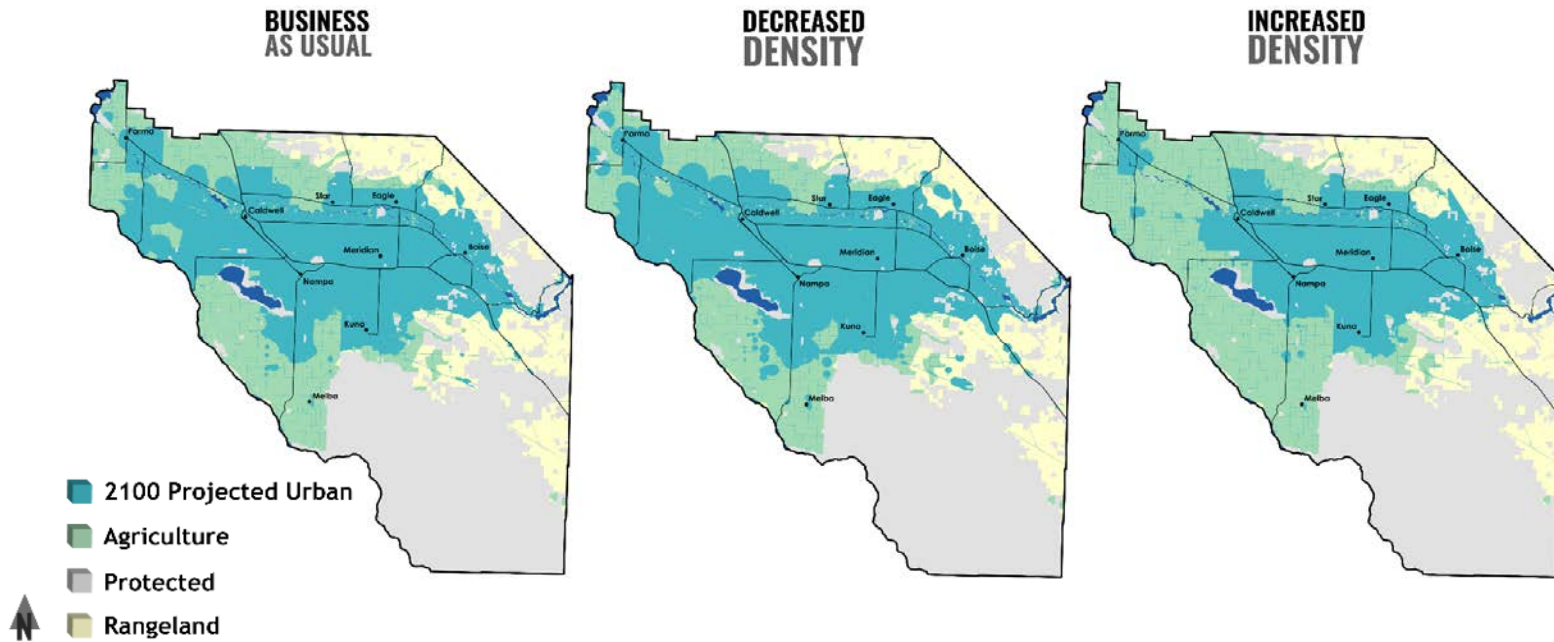 BUSINESS
AS USUAL
DECREASED
DENSITY
INCREASED
DENSITY
Parma
Star
Eagle
Caldwell
Boise
Meridian
Nampa
Kuna
Melba
Parma
Star
Eagle
Caldwell
Boise
Meridian
Nampa
Kuna
Melba
Parma
Star
Eagle
Caldwell
Boise
Meridian
Nampa
Kuna
Melba
2100 Projected Urban
Agriculture
Protected
Rangeland
N